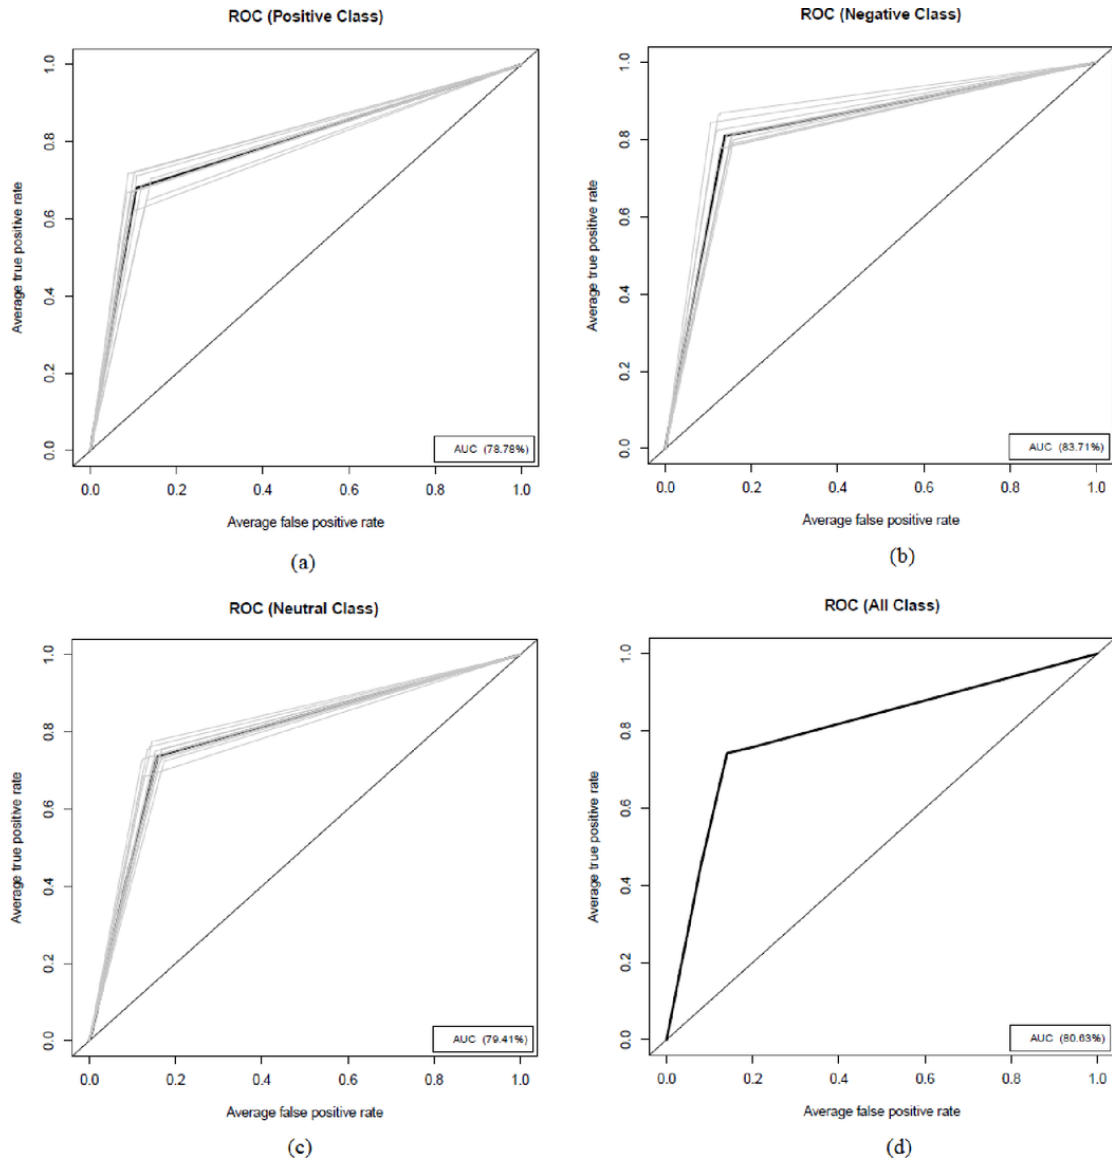 ROC (Positive Class)
Average true positive rate
1.0
0.8
0.6
0.4
0.2
0.0
AUC (78.78%)
0.0 0.2 0.4 0.6 0.8 1.0
Average false positive rate
(a)
ROC (Negative Class)
Average true positive rate
1.0
0.8
0.6
0.4
0.2
0.0
AUC (83.71%)
0.0 0.2 0.4 0.6 0.8 1.0
Average false positive rate
(b)
ROC (Neutral Class)
Average true positive rate
1.0
0.8
0.6
0.4
0.2
0.0
AUC (79.41%)
0.0 0.2 0.4 0.6 0.8 1.0
Average false positive rate
(c)
ROC (All Class)
Average true positive rate
1.0
0.8
0.6
0.4
0.2
0.0
AUC (80.63%)
0.0 0.2 0.4 0.6 0.8 1.0
Average false positive rate
(d)